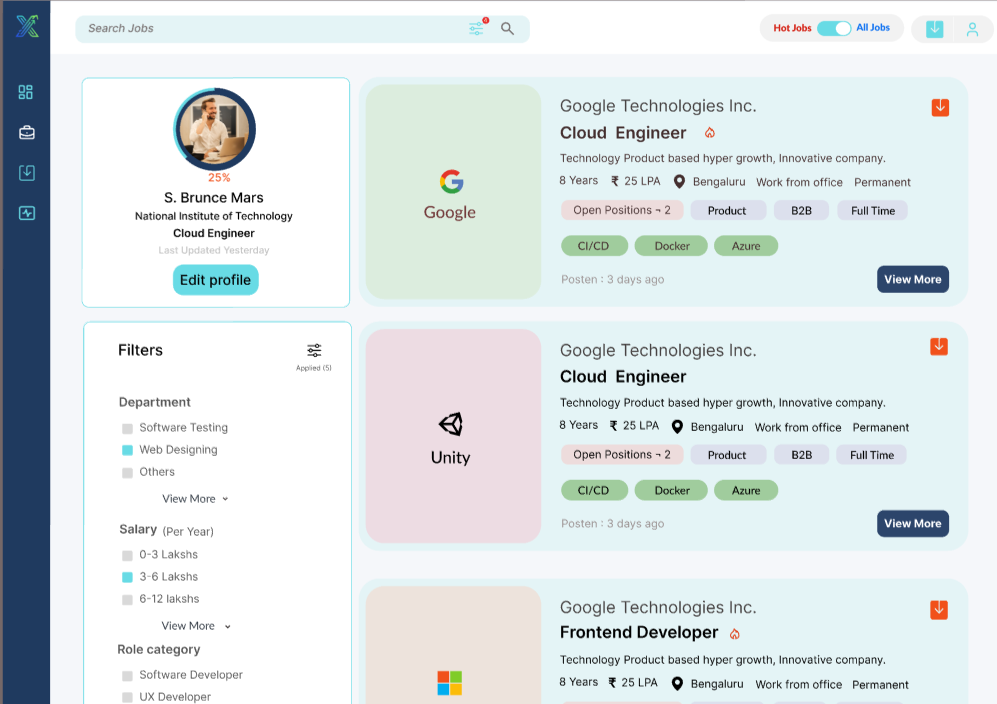 Search Jobs
4
Hot Jobs All Jobs
25%
S. Brunce Mars
National Institute of Technology
Cloud Engineer
Last Updated Yesterday
Edit profile
Filters
Applied (5)
Department
Software Testing
Web Designing
Others
View More
Salary (Per Year)
0-3 Lakshs
3-6 Lakshs
6-12 lakshs
View More
Role category
Software Developer
UX Developer
Google
Google Technologies Inc.
Cloud Engineer
Technology Product based hyper growth, Innovative company.
8 Years ₹ 25 LPA Bengaluru Work from office Permanent
Open Positions ¬ 2 Product B2B Full Time
CI/CD Docker Azure
Posten : 3 days ago
View More
Unity
Google Technologies Inc.
Cloud Engineer
Technology Product based hyper growth, Innovative company.
8 Years ₹ 25 LPA Bengaluru Work from office Permanent
Open Positions ¬ 2 Product B2B Full Time
CI/CD Docker Azure
Posten : 3 days ago
View More
Google Technologies Inc.
Frontend Developer
Technology Product based hyper growth, Innovative company.
8 Years ₹ 25 LPA Bengaluru Work from office Permanent